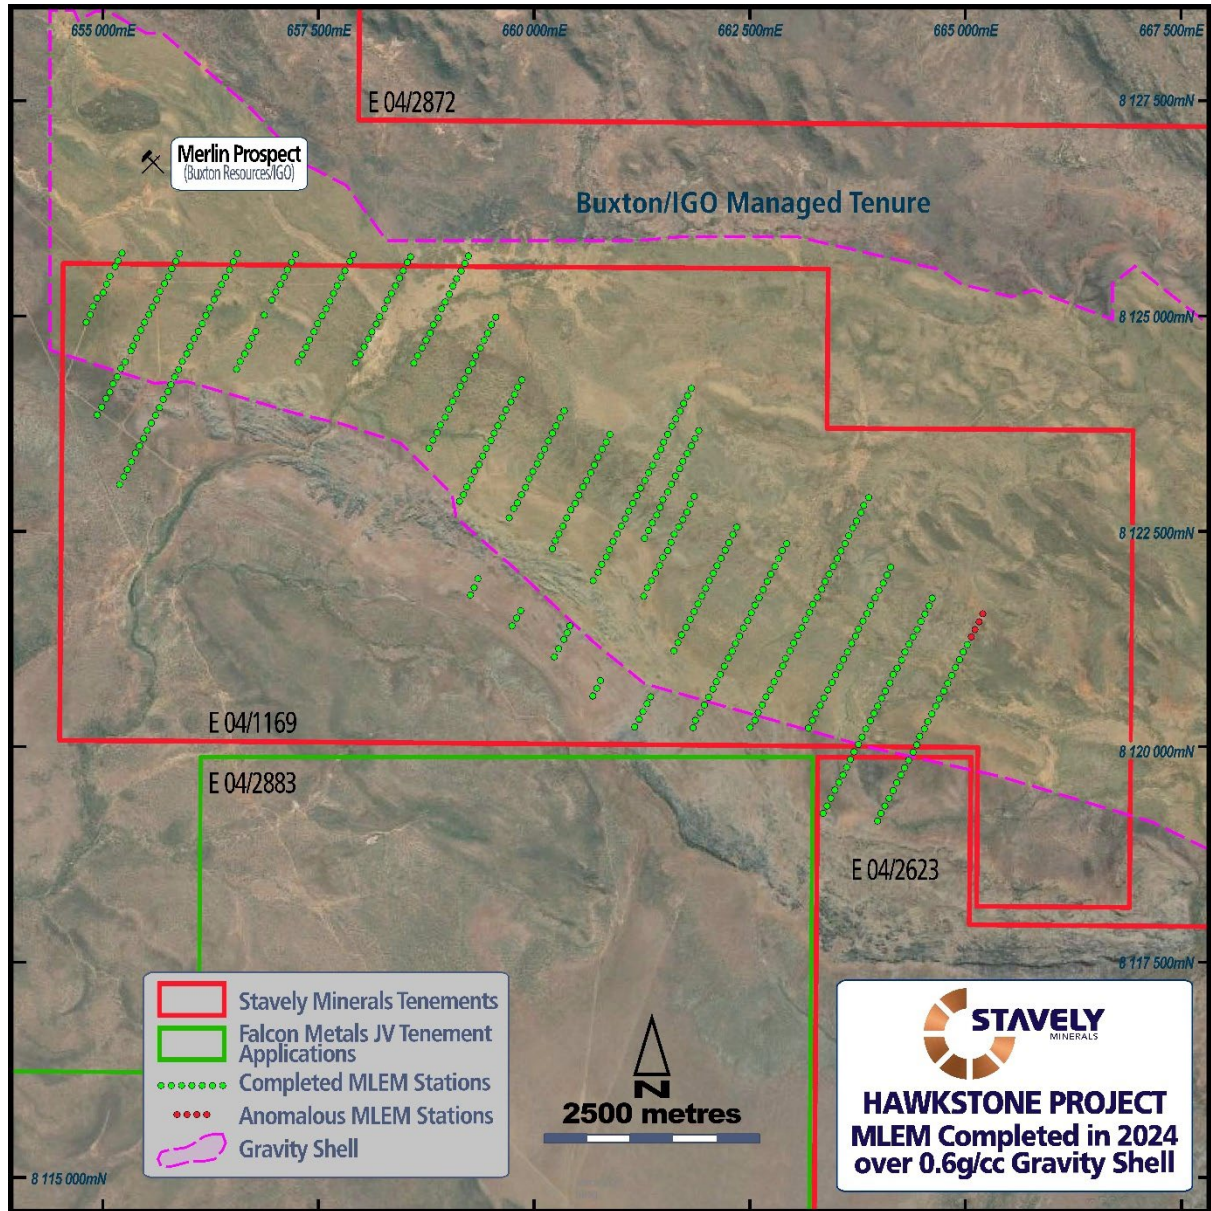 655 000mE
657 500mE
660 000mE
662 500mE
665 000mE
667 500mE
E 04/2872
8 127 500mN
Merlin Prospect
(Buxton Resources/IGO)
Buxton/IGO Managed Tenure
8 125 000mN
8 122 500mN
E 04/1169
8 120 000mN
E 04/2883
E 04/2623
8 117 500mN
Stavely Minerals Tenements
Falcon Metals JV Tenement
Applications
Completed MLEM Stations
Anomalous MLEM Stations
Gravity Shell
N
2500 metres
STAVELY
MINERALS
HAWKSTONE PROJECT
MLEM Completed in 2024
over 0.6g/cc Gravity Shell
8 115 000mN